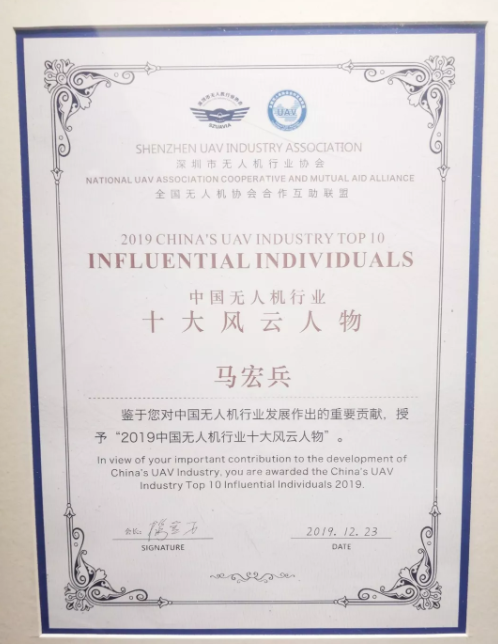 SZUAVIA
UAV
SHENZHEN UAV INDUSTRY ASSOCIATION
深圳市无人机行业协会
NATIONAL UAV ASSOCIATION COOPERATIVE AND MUTUAL AID ALLIANCE
全国无人机协会合作互助联盟
2019 CHINA'S UAV INDUSTRY TOP 10
INFLUENTIAL INDIVIDUALS
中国无人机行业
十大风云人物
马宏兵
鉴于您对中国无人机行业发展作出的重要贡献，授
予“2019中国无人机行业十大风云人物”。
In view of your important contribution to the development of
China's UAV Industry, you are awarded the China's UAV
Industry Top 10 Influential Individuals 2019.
会长: 2019.12.23
SIGNATURE DATE